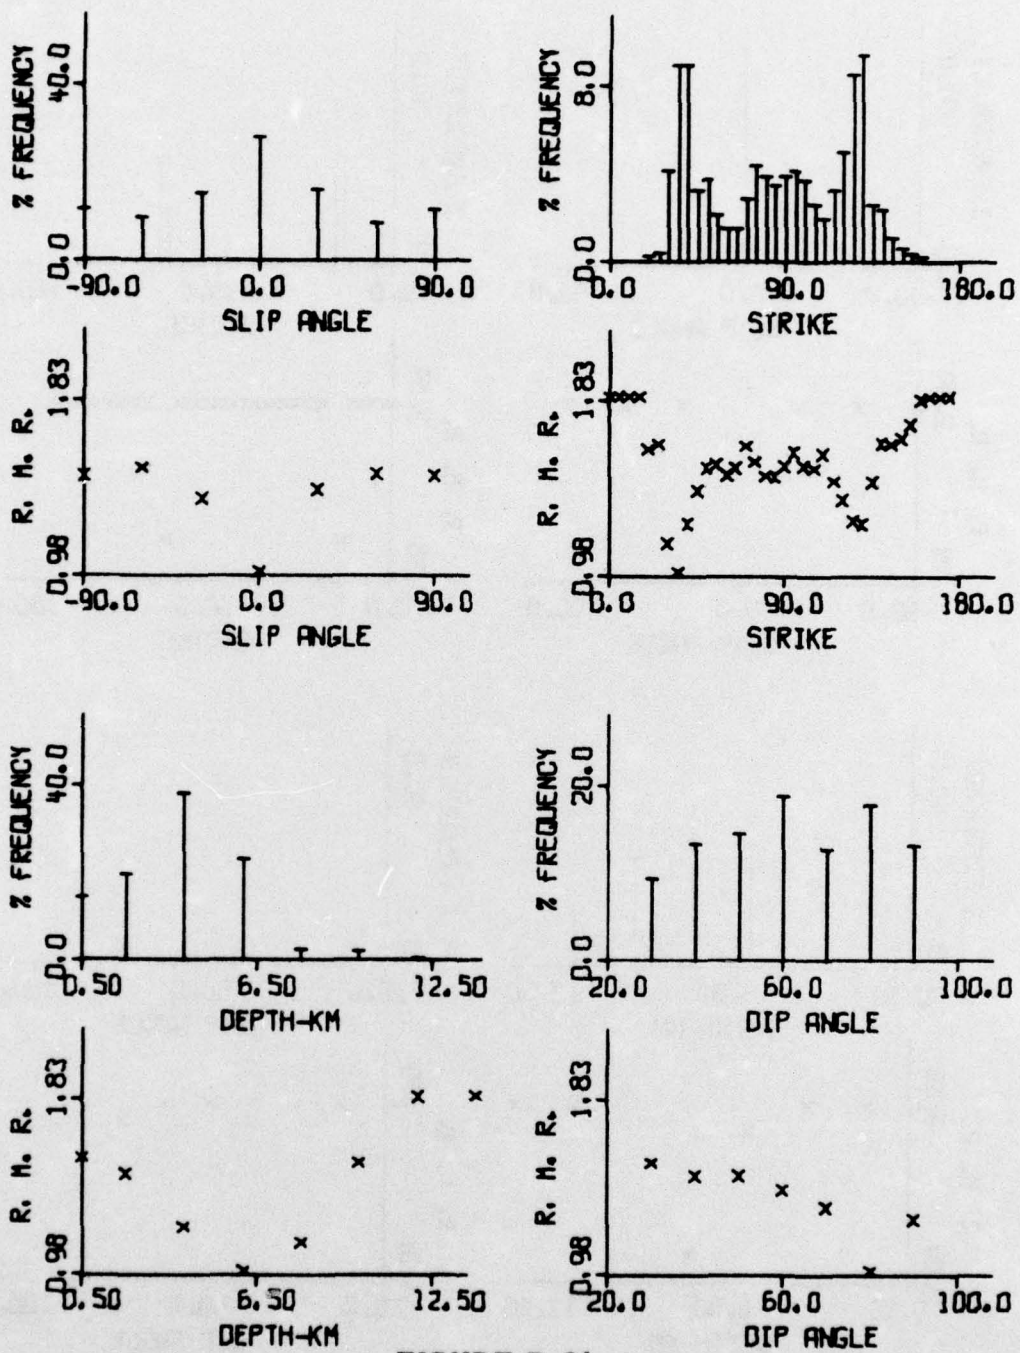 % FREQUENCY
40.0
0.0
-90.0 0.0 90.0
SLIP ANGLE
% FREQUENCY
8.0
0.0
0.0 90.0 180.0
STRIKE
R. M. R.
1.83
0.98
-90.0 0.0 90.0
SLIP ANGLE
R. M. R.
1.83
0.98
0.0 90.0 180.0
STRIKE
% FREQUENCY
40.0
0.0
0.50 6.50 12.50
DEPTH-KM
% FREQUENCY
20.0
0.0
20.0 60.0 100.0
DIP ANGLE
R. M. R.
1.83
0.98
0.50 6.50 12.50
DEPTH-KM
R. M. R.
1.83
0.98
20.0 60.0 100.0
DIP ANGLE